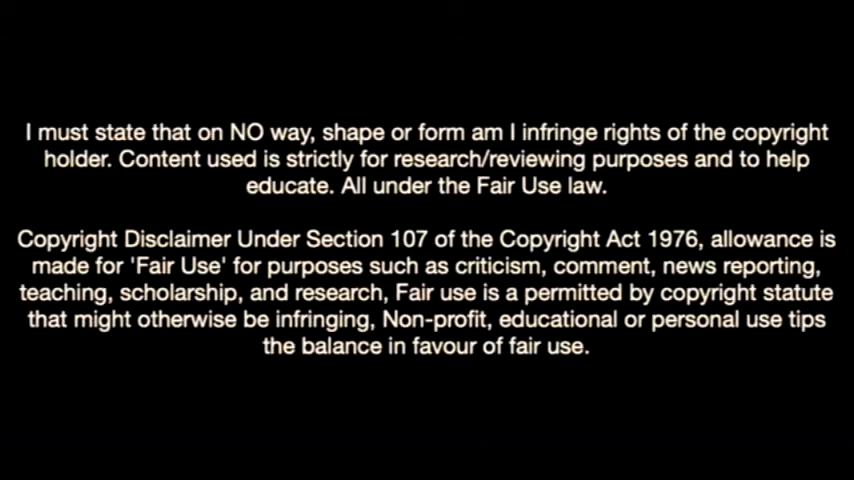 I must state that on NO way, shape or form am I infringe rights of the copyright
holder. Content used is strictly for research/reviewing purposes and to help
educate. All under the Fair Use law.
Copyright Disclaimer Under Section 107 of the Copyright Act 1976, allowance is
made for 'Fair Use' for purposes such as criticism, comment, news reporting,
teaching, scholarship, and research, Fair use is a permitted by copyright statute
that might otherwise be infringing, Non-profit, educational or personal use tips
the balance in favour of fair use.